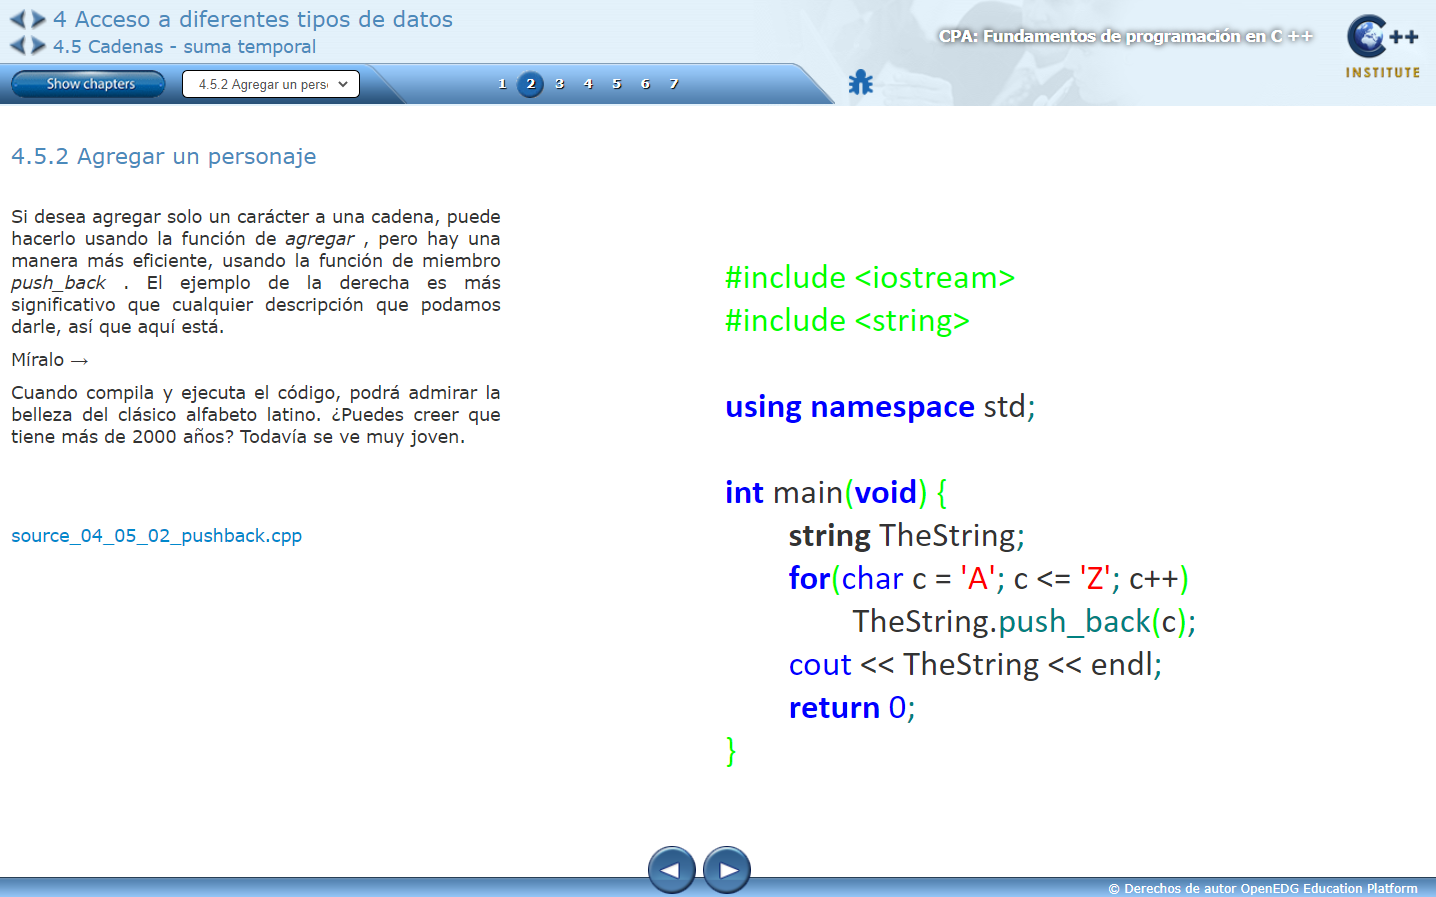 4 Acceso a diferentes tipos de datos
4.5 Cadenas - suma temporal
CPA: Fundamentos de programación en C ++
C++
INSTITUTE
Show chapters
4.5.2 Agregar un pers
1 2 3 4 5 6 7
4.5.2 Agregar un personaje
Si desea agregar solo un carácter a una cadena, puede
hacerlo usando la función de agregar , pero hay una
manera más eficiente, usando la función de miembro
push_back . El ejemplo de la derecha es más
significativo que cualquier descripción que podamos
darle, así que aquí está.
Míralo →
Cuando compila y ejecuta el código, podrá admirar la
belleza del clásico alfabeto latino. ¿Puedes creer que
tiene más de 2000 años? Todavía se ve muy joven.
source_04_05_02_pushback.cpp
#include <iostream>
#include <string>
using namespace std;
int main(void) {
string TheString;
for(char c = 'A'; c <= 'Z'; c++)
TheString.push_back(c);
cout << TheString << endl;
return 0;
}
© Derechos de autor OpenEDG Education Platform